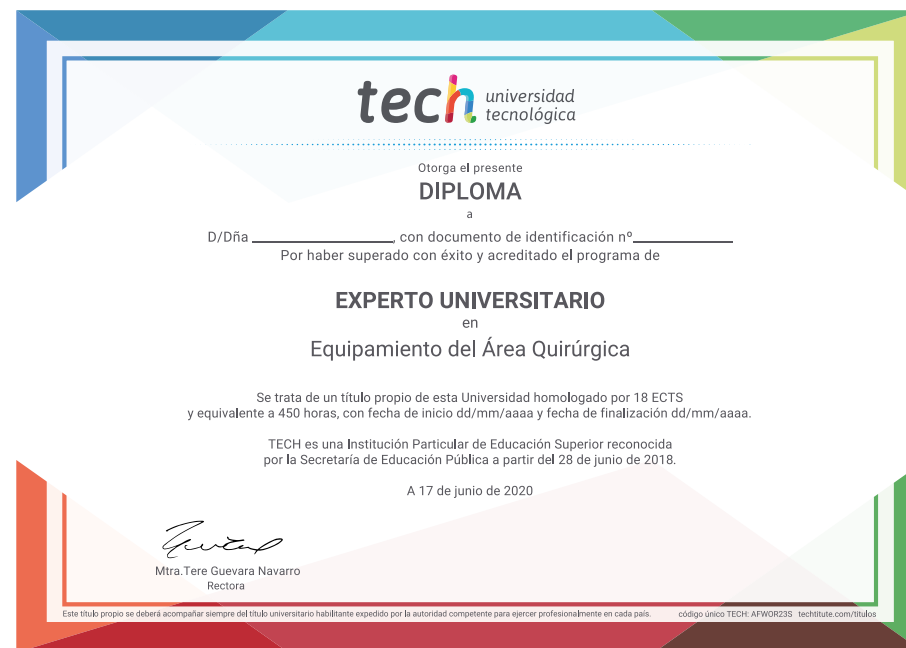 tech universidad
tecnológica
Otorga el presente
DIPLOMA
a
D/Dña ____________________, con documento de identificación nº______________
Por haber superado con éxito y acreditado el programa de
EXPERTO UNIVERSITARIO
en
Equipamiento del Área Quirúrgica
Se trata de un título propio de esta Universidad homologado por 18 ECTS
y equivalente a 450 horas, con fecha de inicio dd/mm/aaaa y fecha de finalización dd/mm/aaaa.
TECH es una Institución Particular de Educación Superior reconocida
por la Secretaría de Educación Pública a partir del 28 de junio de 2018.
A 17 de junio de 2020
Mtra.Tere Guevara Navarro
Rectora
Este título propio se deberá acompañar siempre del título universitario habilitante expedido por la autoridad competente para ejercer profesionalmente en cada país. código único TECH: AFWOR23S techtitute.com/titulos